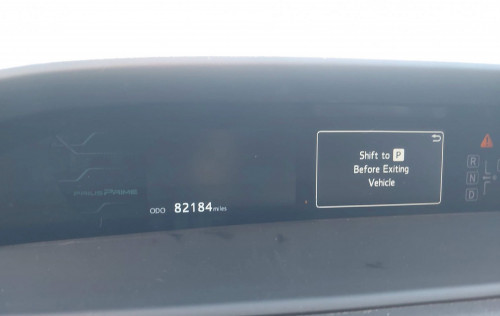 Shift to P
Before Exiting
Vehicle
R
N
D
PRIUS PRIME
ODO 82184 miles